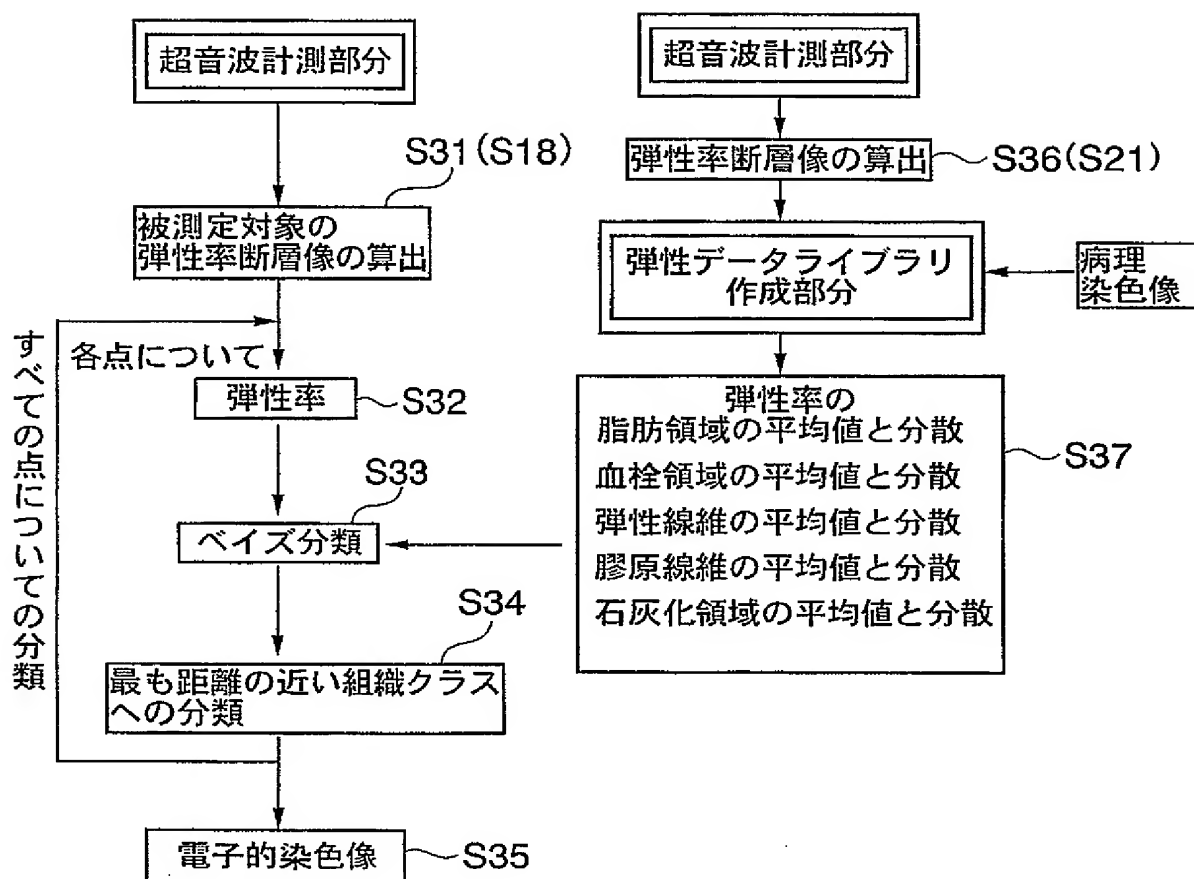 超音波計測部分
S31(S18)
被測定対象の
弾性率断層像の算出
各点について
すべての点についての分類
弾性率
S32
S33
ベイズ分類
S34
最も距離の近い組織クラス
への分類
電子的染色像
S35
超音波計測部分
弾性率断層像の算出
S36(S21)
弾性データライブラリ
作成部分
病理
染色像
弾性率の
脂肪領域の平均値と分散
血栓領域の平均値と分散
弾性線維の平均値と分散
膠原線維の平均値と分散
石灰化領域の平均値と分散
S37